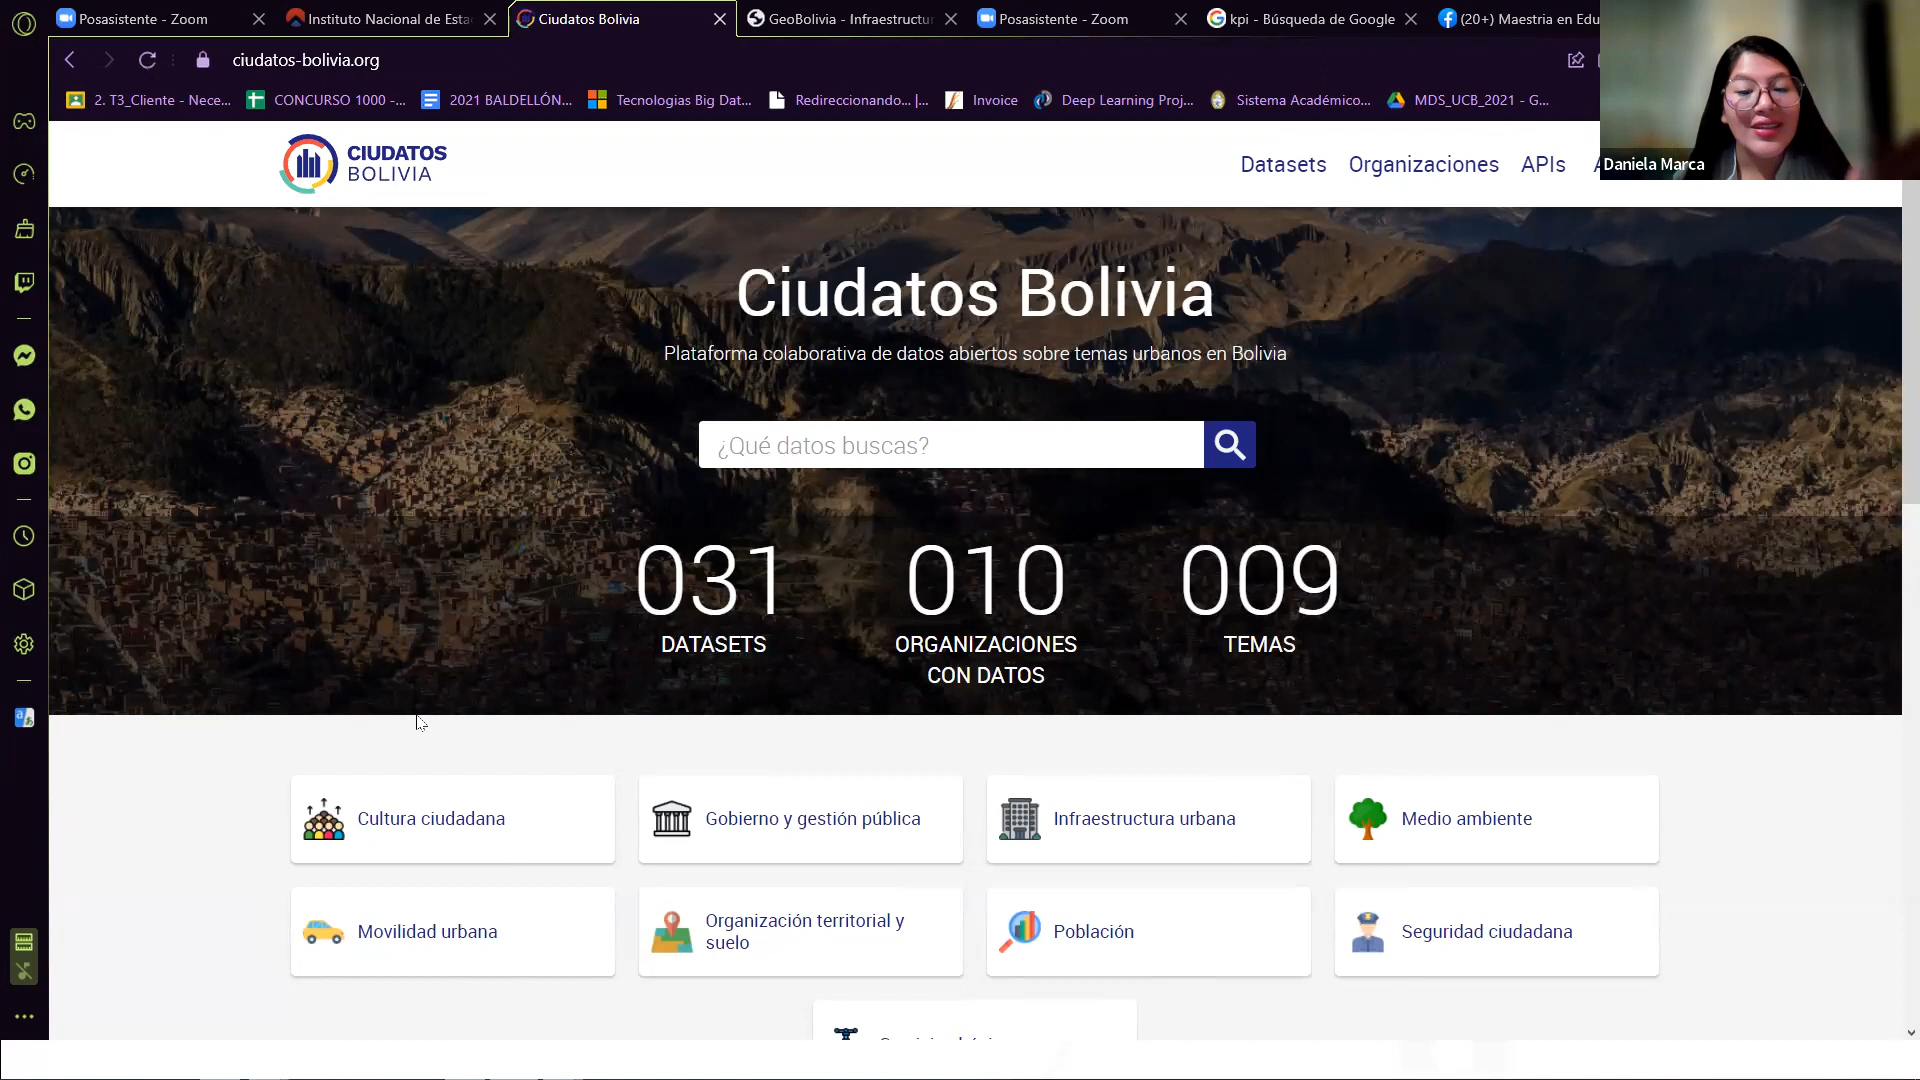 Posasistente - Zoom
Instituto Nacional de Esta
Ciudatos Bolivia
GeoBolivia - Infraestructur
Posasistente - Zoom
kpi - Búsqueda de Google
(20+) Maestria en Edu
ciudatos-bolivia.org
2. T3_Cliente - Nece...
CONCURSO 1000 -...
2021 BALDELLÓN...
Tecnologias Big Dat...
Redireccionando... |...
Invoice
Deep Learning Proj...
Sistema Académico...
MDS_UCB_2021 - G...
Daniela Marca
CIUDATOS
BOLIVIA
Datasets
Organizaciones
APIs
Ciudatos Bolivia
Plataforma colaborativa de datos abiertos sobre temas urbanos en Bolivia
¿Qué datos buscas?
031
DATASETS
010
ORGANIZACIONES
CON DATOS
009
TEMAS
Cultura ciudadana
Gobierno y gestión pública
Infraestructura urbana
Medio ambiente
Movilidad urbana
Organización territorial y
suelo
Población
Seguridad ciudadana